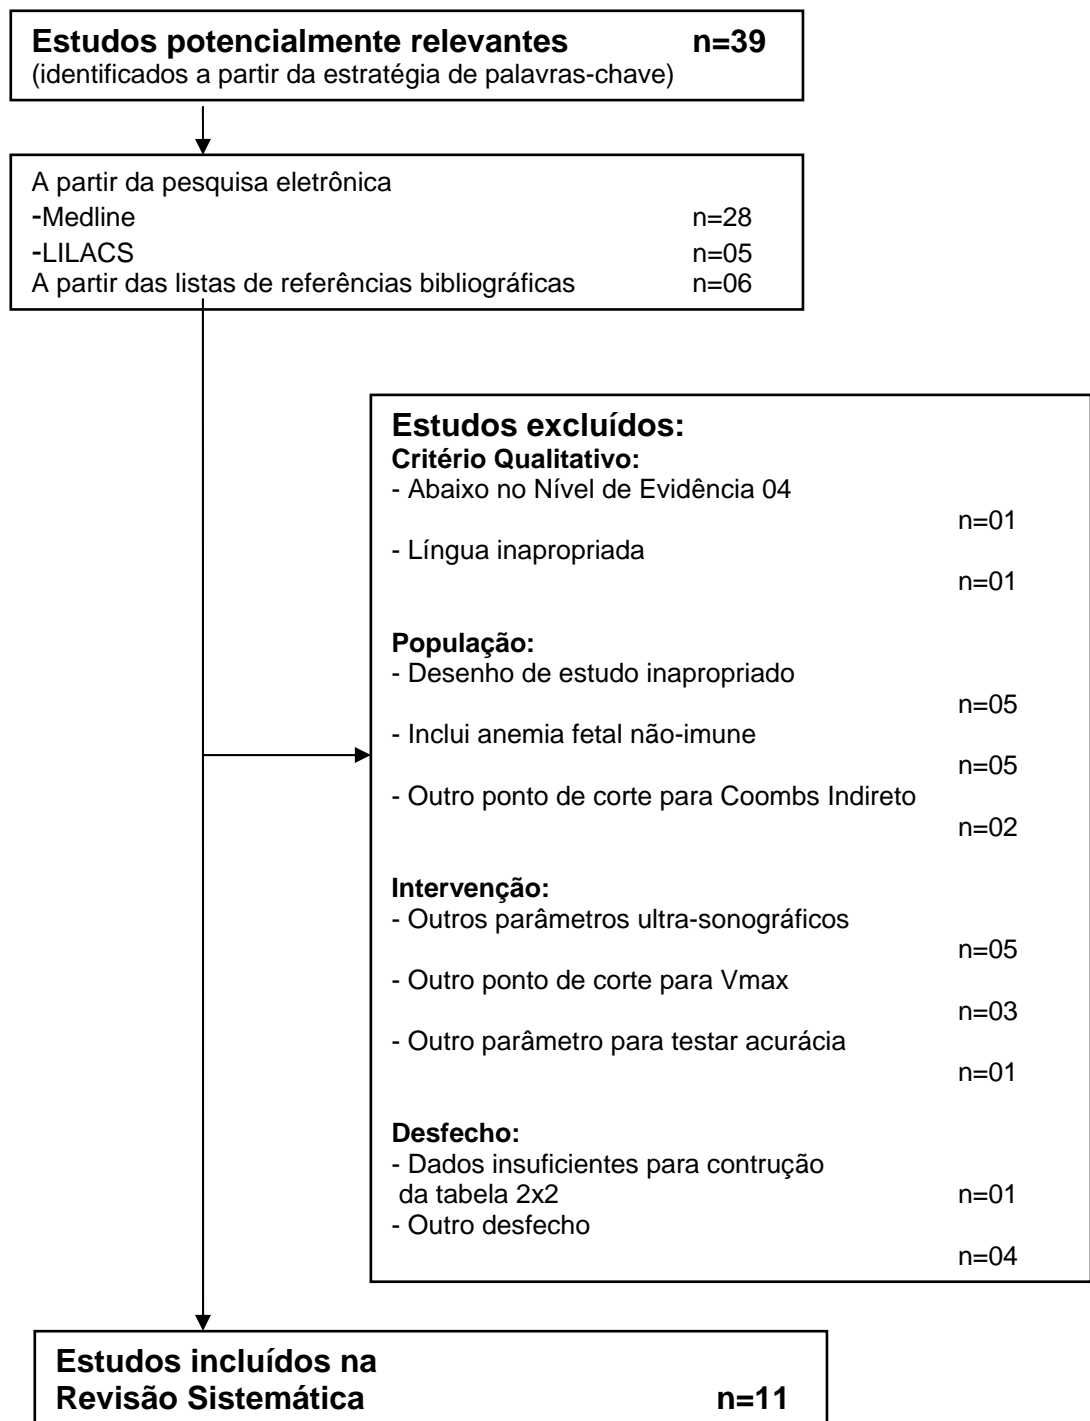 Estudos potencialmente relevantes n=39
(identificados a partir da estratégia de palavras-chave)
A partir da pesquisa eletrônica
-Medline n=28
-LILACS n=05
A partir das listas de referências bibliográficas n=06
Estudos excluídos:
Critério Qualitativo:
- Abaixo no Nível de Evidência 04
n=01
- Língua inapropriada
n=01
População:
- Desenho de estudo inapropriado
n=05
- Inclui anemia fetal não-imune
n=05
- Outro ponto de corte para Coombs Indireto
n=02
Intervenção:
- Outros parâmetros ultra-sonográficos
n=05
- Outro ponto de corte para Vmax
n=03
- Outro parâmetro para testar acurácia
n=01
Desfecho:
- Dados insuficientes para contrução
da tabela 2x2 n=01
- Outro desfecho
n=04
Estudos incluídos na
Revisão Sistemática n=11